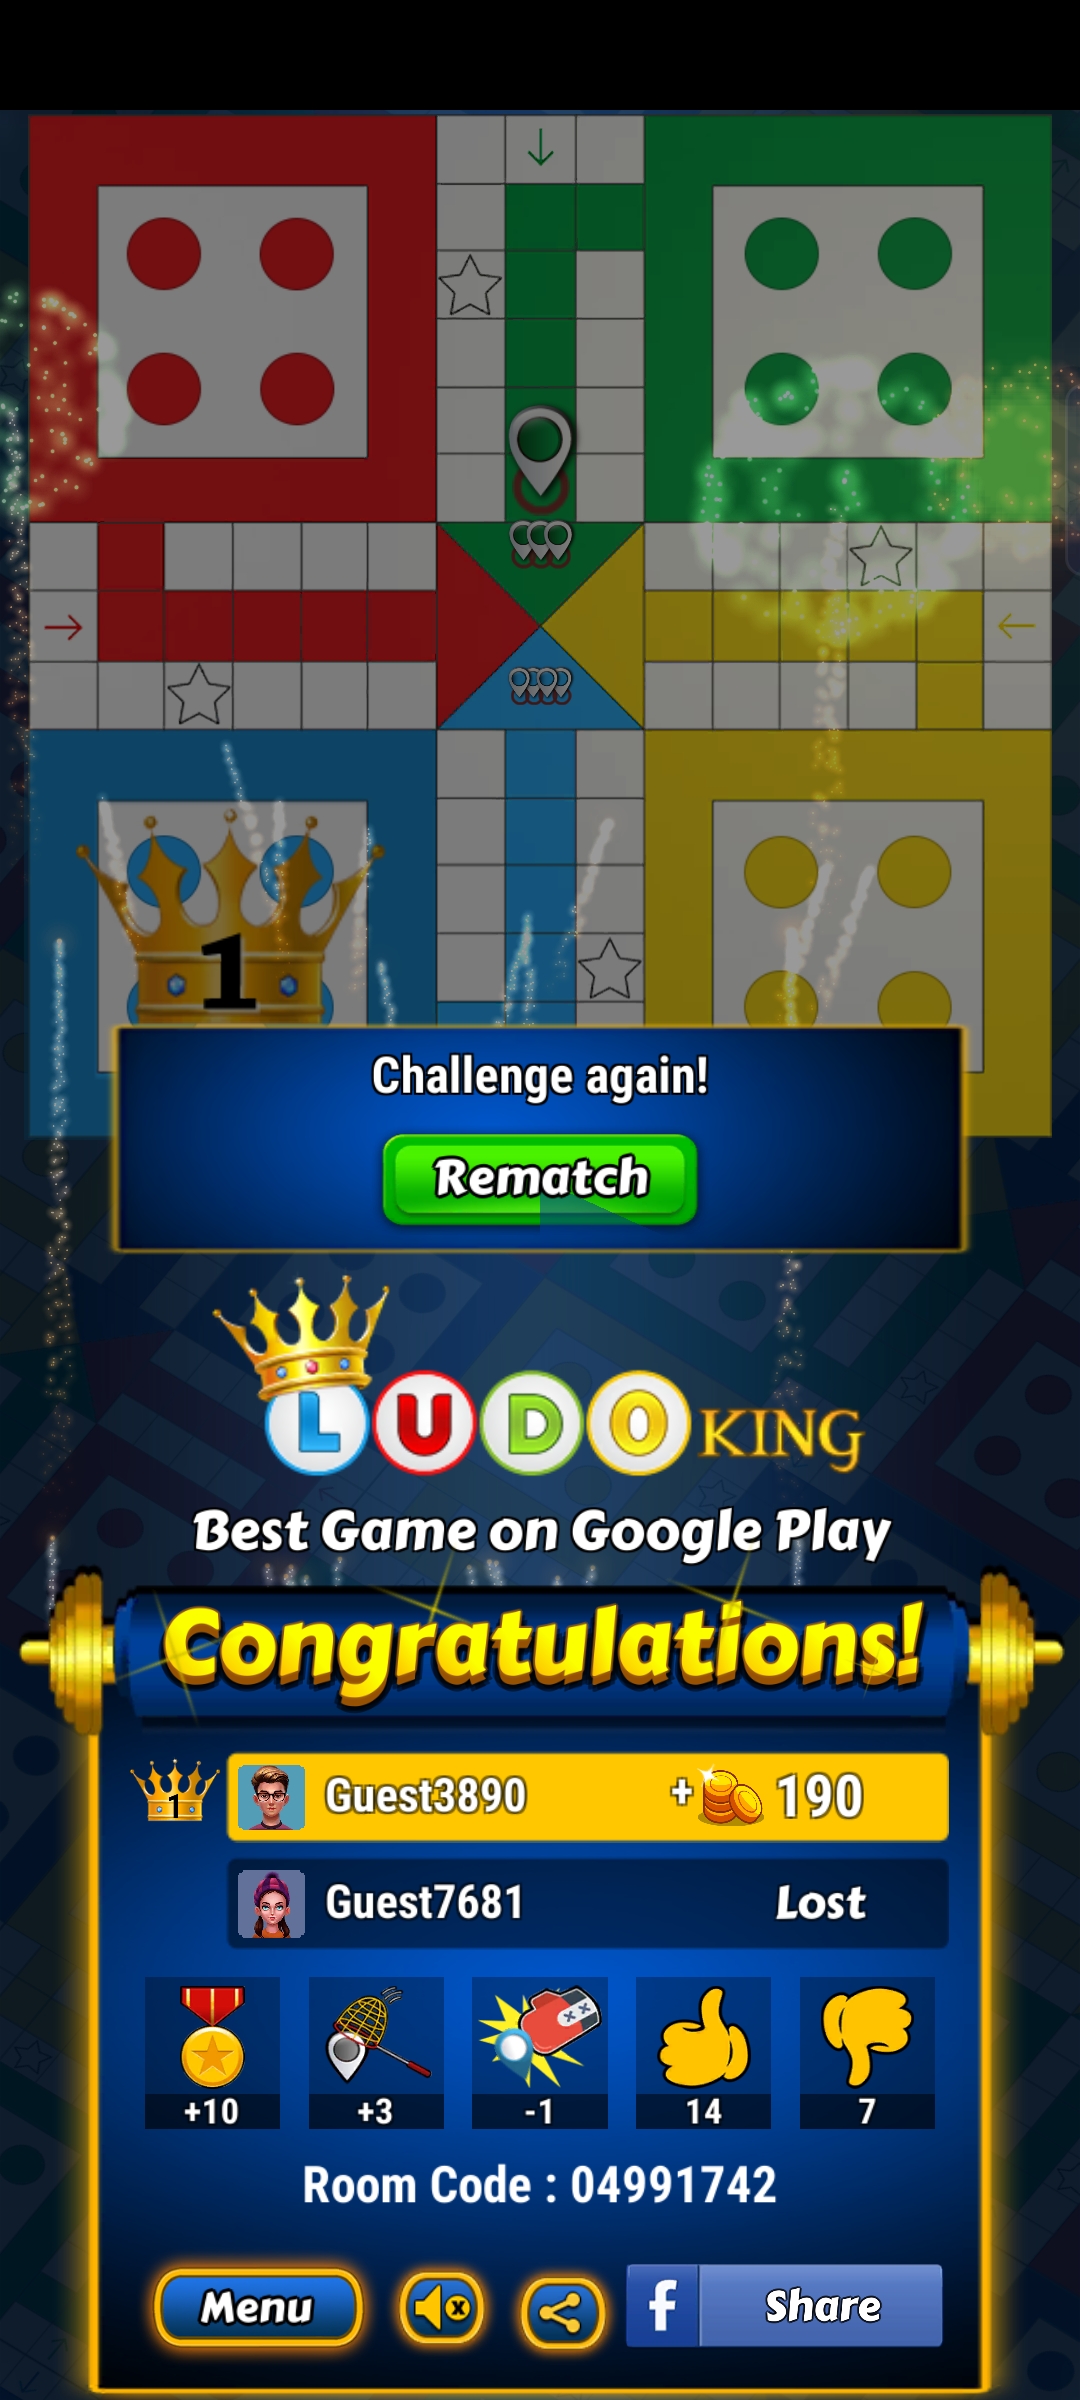 1
Challenge again!
Rematch
LUDO KING
Best Game on Google Play
Congratulations!
1 Guest3890 + 190
Guest7681 Lost
+10 +3 -1 14 7
Room Code : 04991742
Menu x f Share